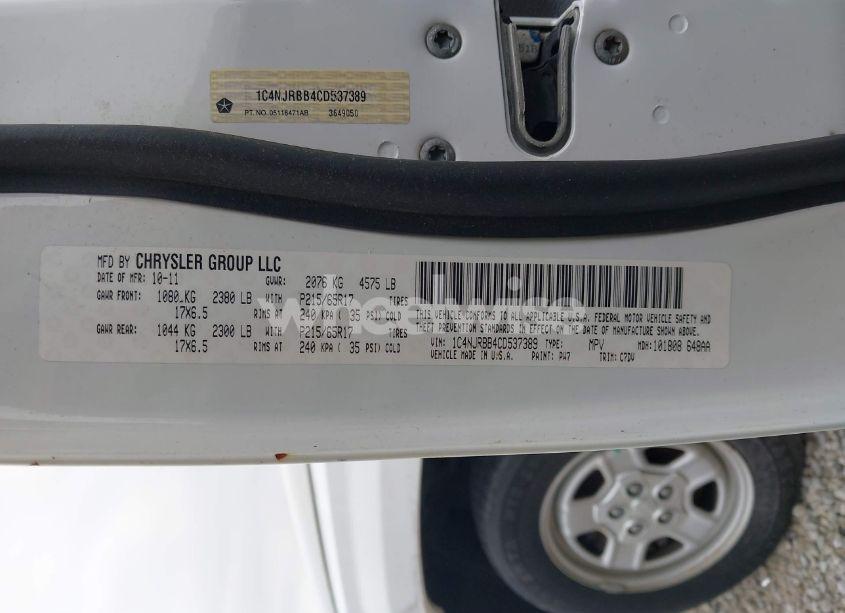 1C4NJRBB4CD537389
PT. NO. 05116471AB 3649050
MFD BY CHRYSLER GROUP LLC
DATE OF MFR: 10-11 GVWR: 2076 KG 4575 LB
GAWR FRONT: 1080 KG 2380 LB WITH P215/65R17 TIRES
17X6.5 RIMS AT 240 KPA ( 35 PSI) COLD
GAWR REAR: 1044 KG 2300 LB WITH P215/65R17 TIRES
17X6.5 RIMS AT 240 KPA ( 35 PSI) COLD
THIS VEHICLE CONFORMS TO ALL APPLICABLE U.S.A. FEDERAL MOTOR VEHICLE SAFETY AND
THEFT PREVENTION STANDARDS IN EFFECT ON THE DATE OF MANUFACTURE SHOWN ABOVE.
VIN: 1C4NJRBB4CD537389 TYPE: MPV MDH: 101808 648AA
VEHICLE MADE IN U.S.A. PAINT: PW7 TRIM: C7DV